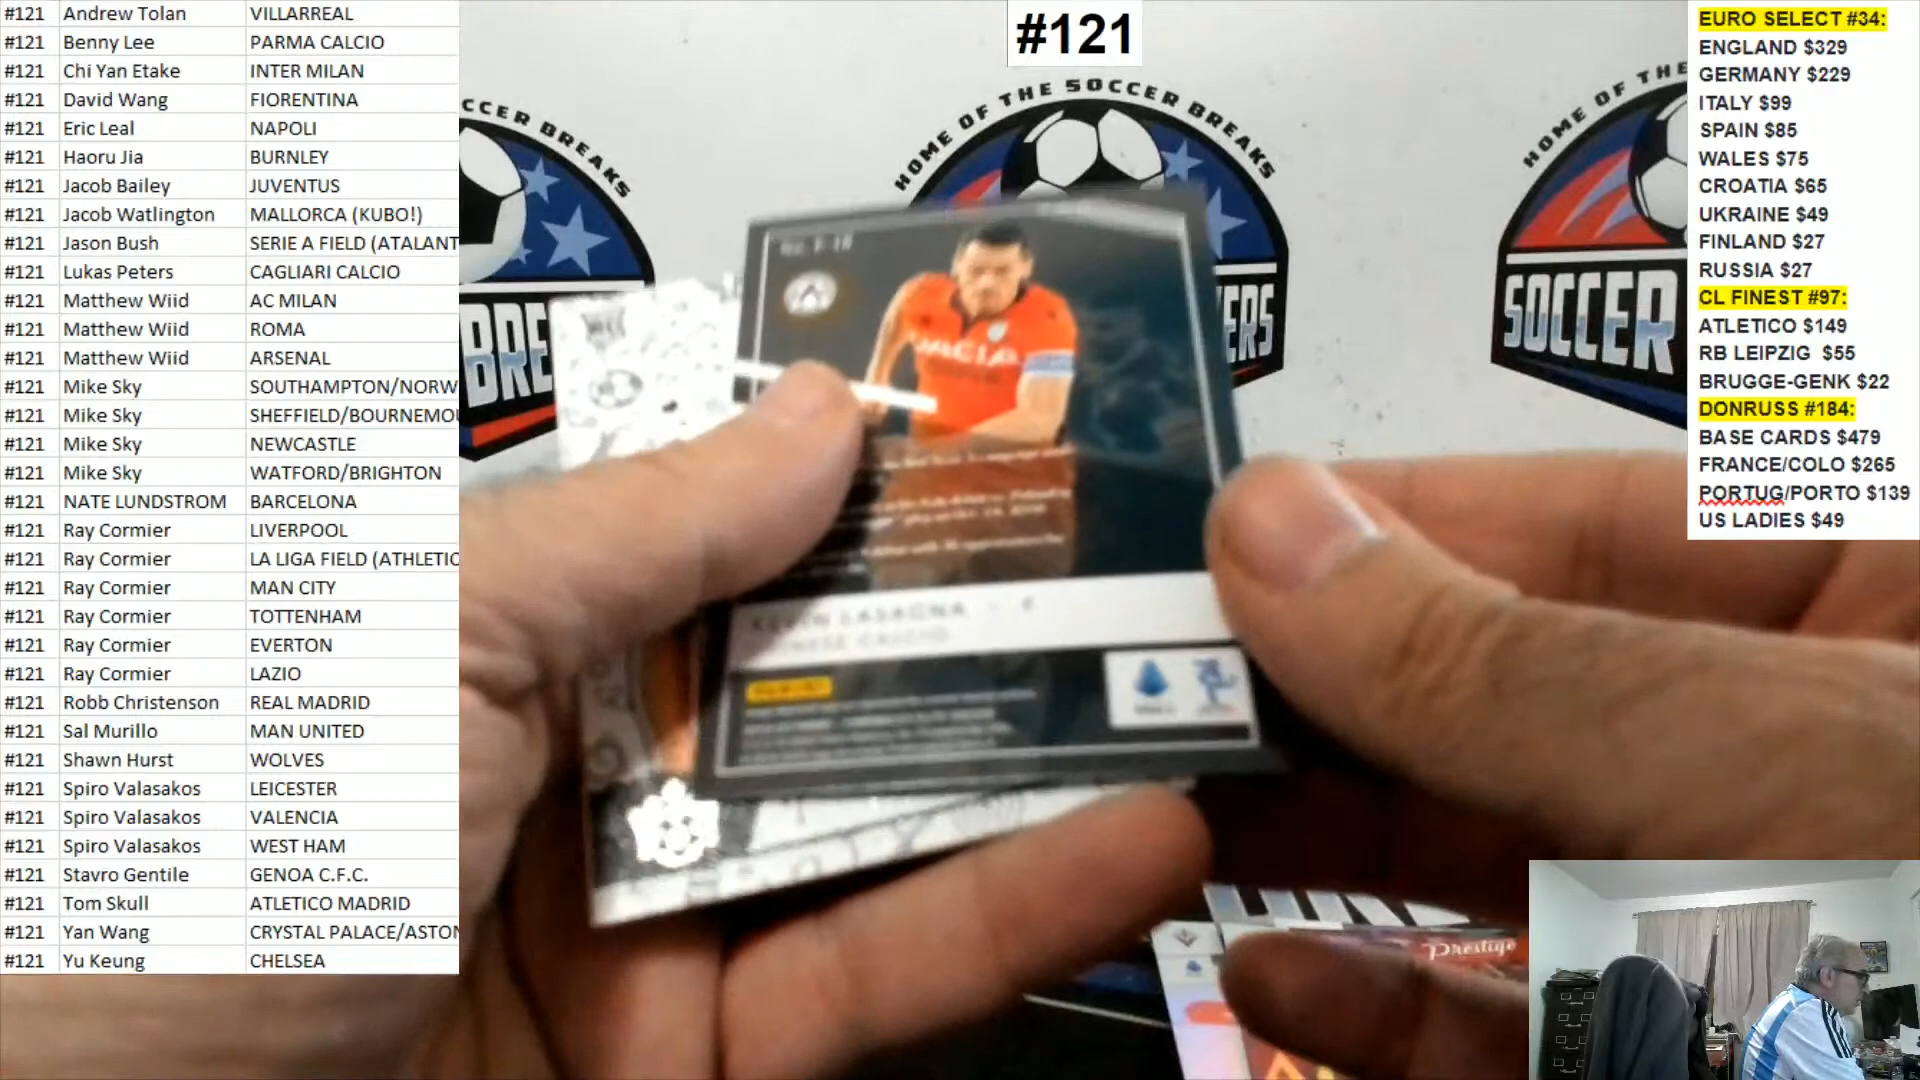 #121 Andrew Tolan VILLARREAL
#121 Benny Lee PARMA CALCIO
#121 Chi Yan Etake INTER MILAN
#121 David Wang FIORENTINA
#121 Eric Leal NAPOLI
#121 Haoru Jia BURNLEY
#121 Jacob Bailey JUVENTUS
#121 Jacob Watlington MALLORCA (KUBO!)
#121 Jason Bush SERIE A FIELD (ATALANT
#121 Lukas Peters CAGLIARI CALCIO
#121 Matthew Wiid AC MILAN
#121 Matthew Wiid ROMA
#121 Matthew Wiid ARSENAL
#121 Mike Sky SOUTHAMPTON/NORW
#121 Mike Sky SHEFFIELD/BOURNEMOU
#121 Mike Sky NEWCASTLE
#121 Mike Sky WATFORD/BRIGHTON
#121 NATE LUNDSTROM BARCELONA
#121 Ray Cormier LIVERPOOL
#121 Ray Cormier LA LIGA FIELD (ATHLETIC
#121 Ray Cormier MAN CITY
#121 Ray Cormier TOTTENHAM
#121 Ray Cormier EVERTON
#121 Ray Cormier LAZIO
#121 Robb Christenson REAL MADRID
#121 Sal Murillo MAN UNITED
#121 Shawn Hurst WOLVES
#121 Spiro Valasakos LEICESTER
#121 Spiro Valasakos VALENCIA
#121 Spiro Valasakos WEST HAM
#121 Stavro Gentile GENOA C.F.C.
#121 Tom Skull ATLETICO MADRID
#121 Yan Wang CRYSTAL PALACE/ASTON
#121 Yu Keung CHELSEA
#121
CCER BREAKS
BRE
HOME OF THE SOCCER BREAKS
ERS
HOME OF THE
SOCCER
KEVIN LASAGNA
CALCIO
Prestige
EURO SELECT #34:
ENGLAND $329
GERMANY $229
ITALY $99
SPAIN $85
WALES $75
CROATIA $65
UKRAINE $49
FINLAND $27
RUSSIA $27
CL FINEST #97:
ATLETICO $149
RB LEIPZIG $55
BRUGGE-GENK $22
DONRUSS #184:
BASE CARDS $479
FRANCE/COLO $265
PORTUG/PORTO $139
US LADIES $49